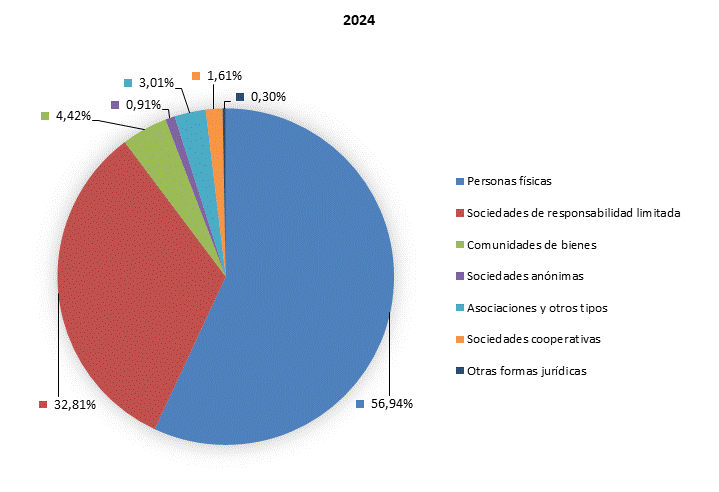 2024
1,61%
3,01%
0,30%
0,91%
4,42%
32,81%
56,94%
Personas físicas
Sociedades de responsabilidad limitada
Comunidades de bienes
Sociedades anónimas
Asociaciones y otros tipos
Sociedades cooperativas
Otras formas jurídicas